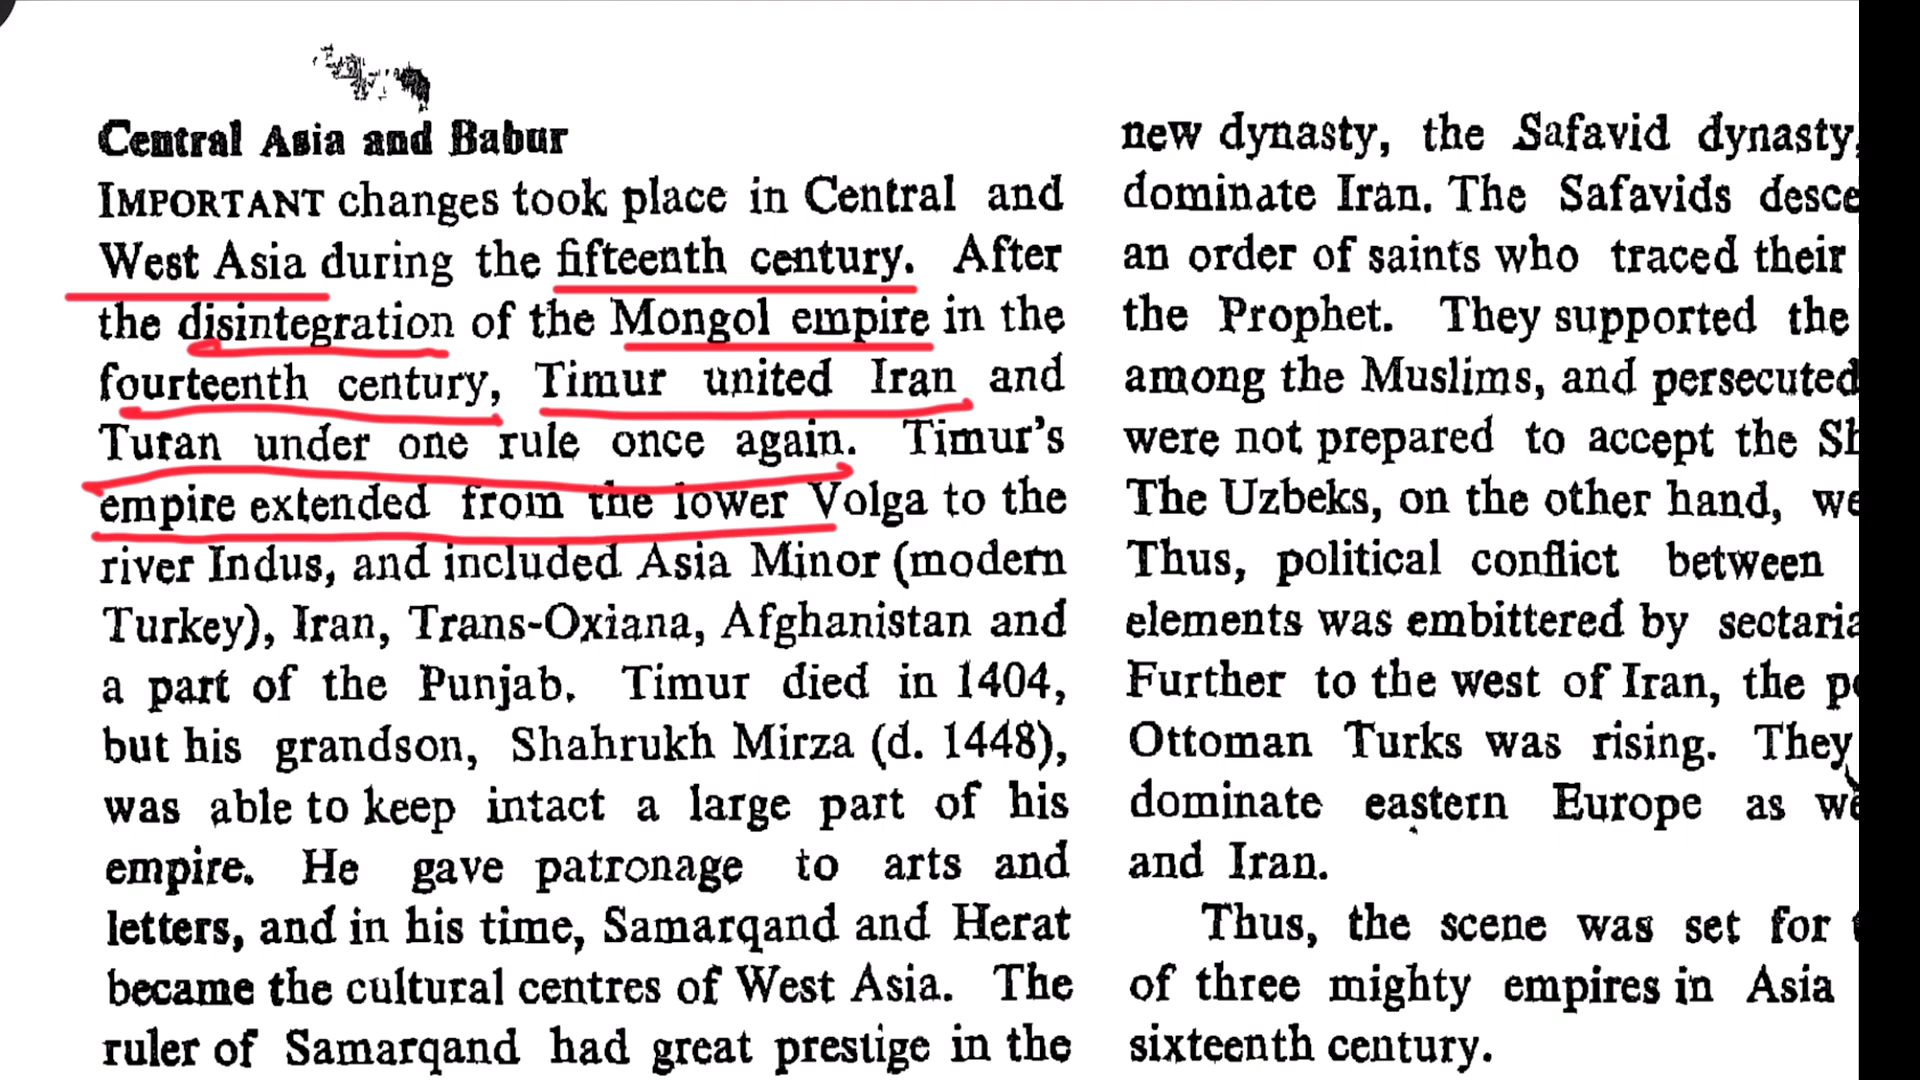 Central Asia and Babur
IMPORTANT changes took place in Central and
West Asia during the fifteenth century. After
the disintegration of the Mongol empire in the
fourteenth century, Timur united Iran and
Turan under one rule once again. Timur's
empire extended from the lower Volga to the
river Indus, and included Asia Minor (modern
Turkey), Iran, Trans-Oxiana, Afghanistan and
a part of the Punjab. Timur died in 1404,
but his grandson, Shahrukh Mirza (d. 1448),
was able to keep intact a large part of his
empire. He gave patronage to arts and
letters, and in his time, Samarqand and Herat
became the cultural centres of West Asia. The
ruler of Samarqand had great prestige in the
new dynasty, the Safavid dynasty,
dominate Iran. The Safavids
an order of saints who traced their
the Prophet. They supported the
among the Muslims, and persecuted
were not prepared to accept the
The Uzbeks, on the other hand,
Thus, political conflict between
elements was embittered by
Further to the west of Iran, the
Ottoman Turks was rising. They
dominate eastern Europe as
and Iran.
Thus, the scene was set for
of three mighty empires in Asia
sixteenth century.